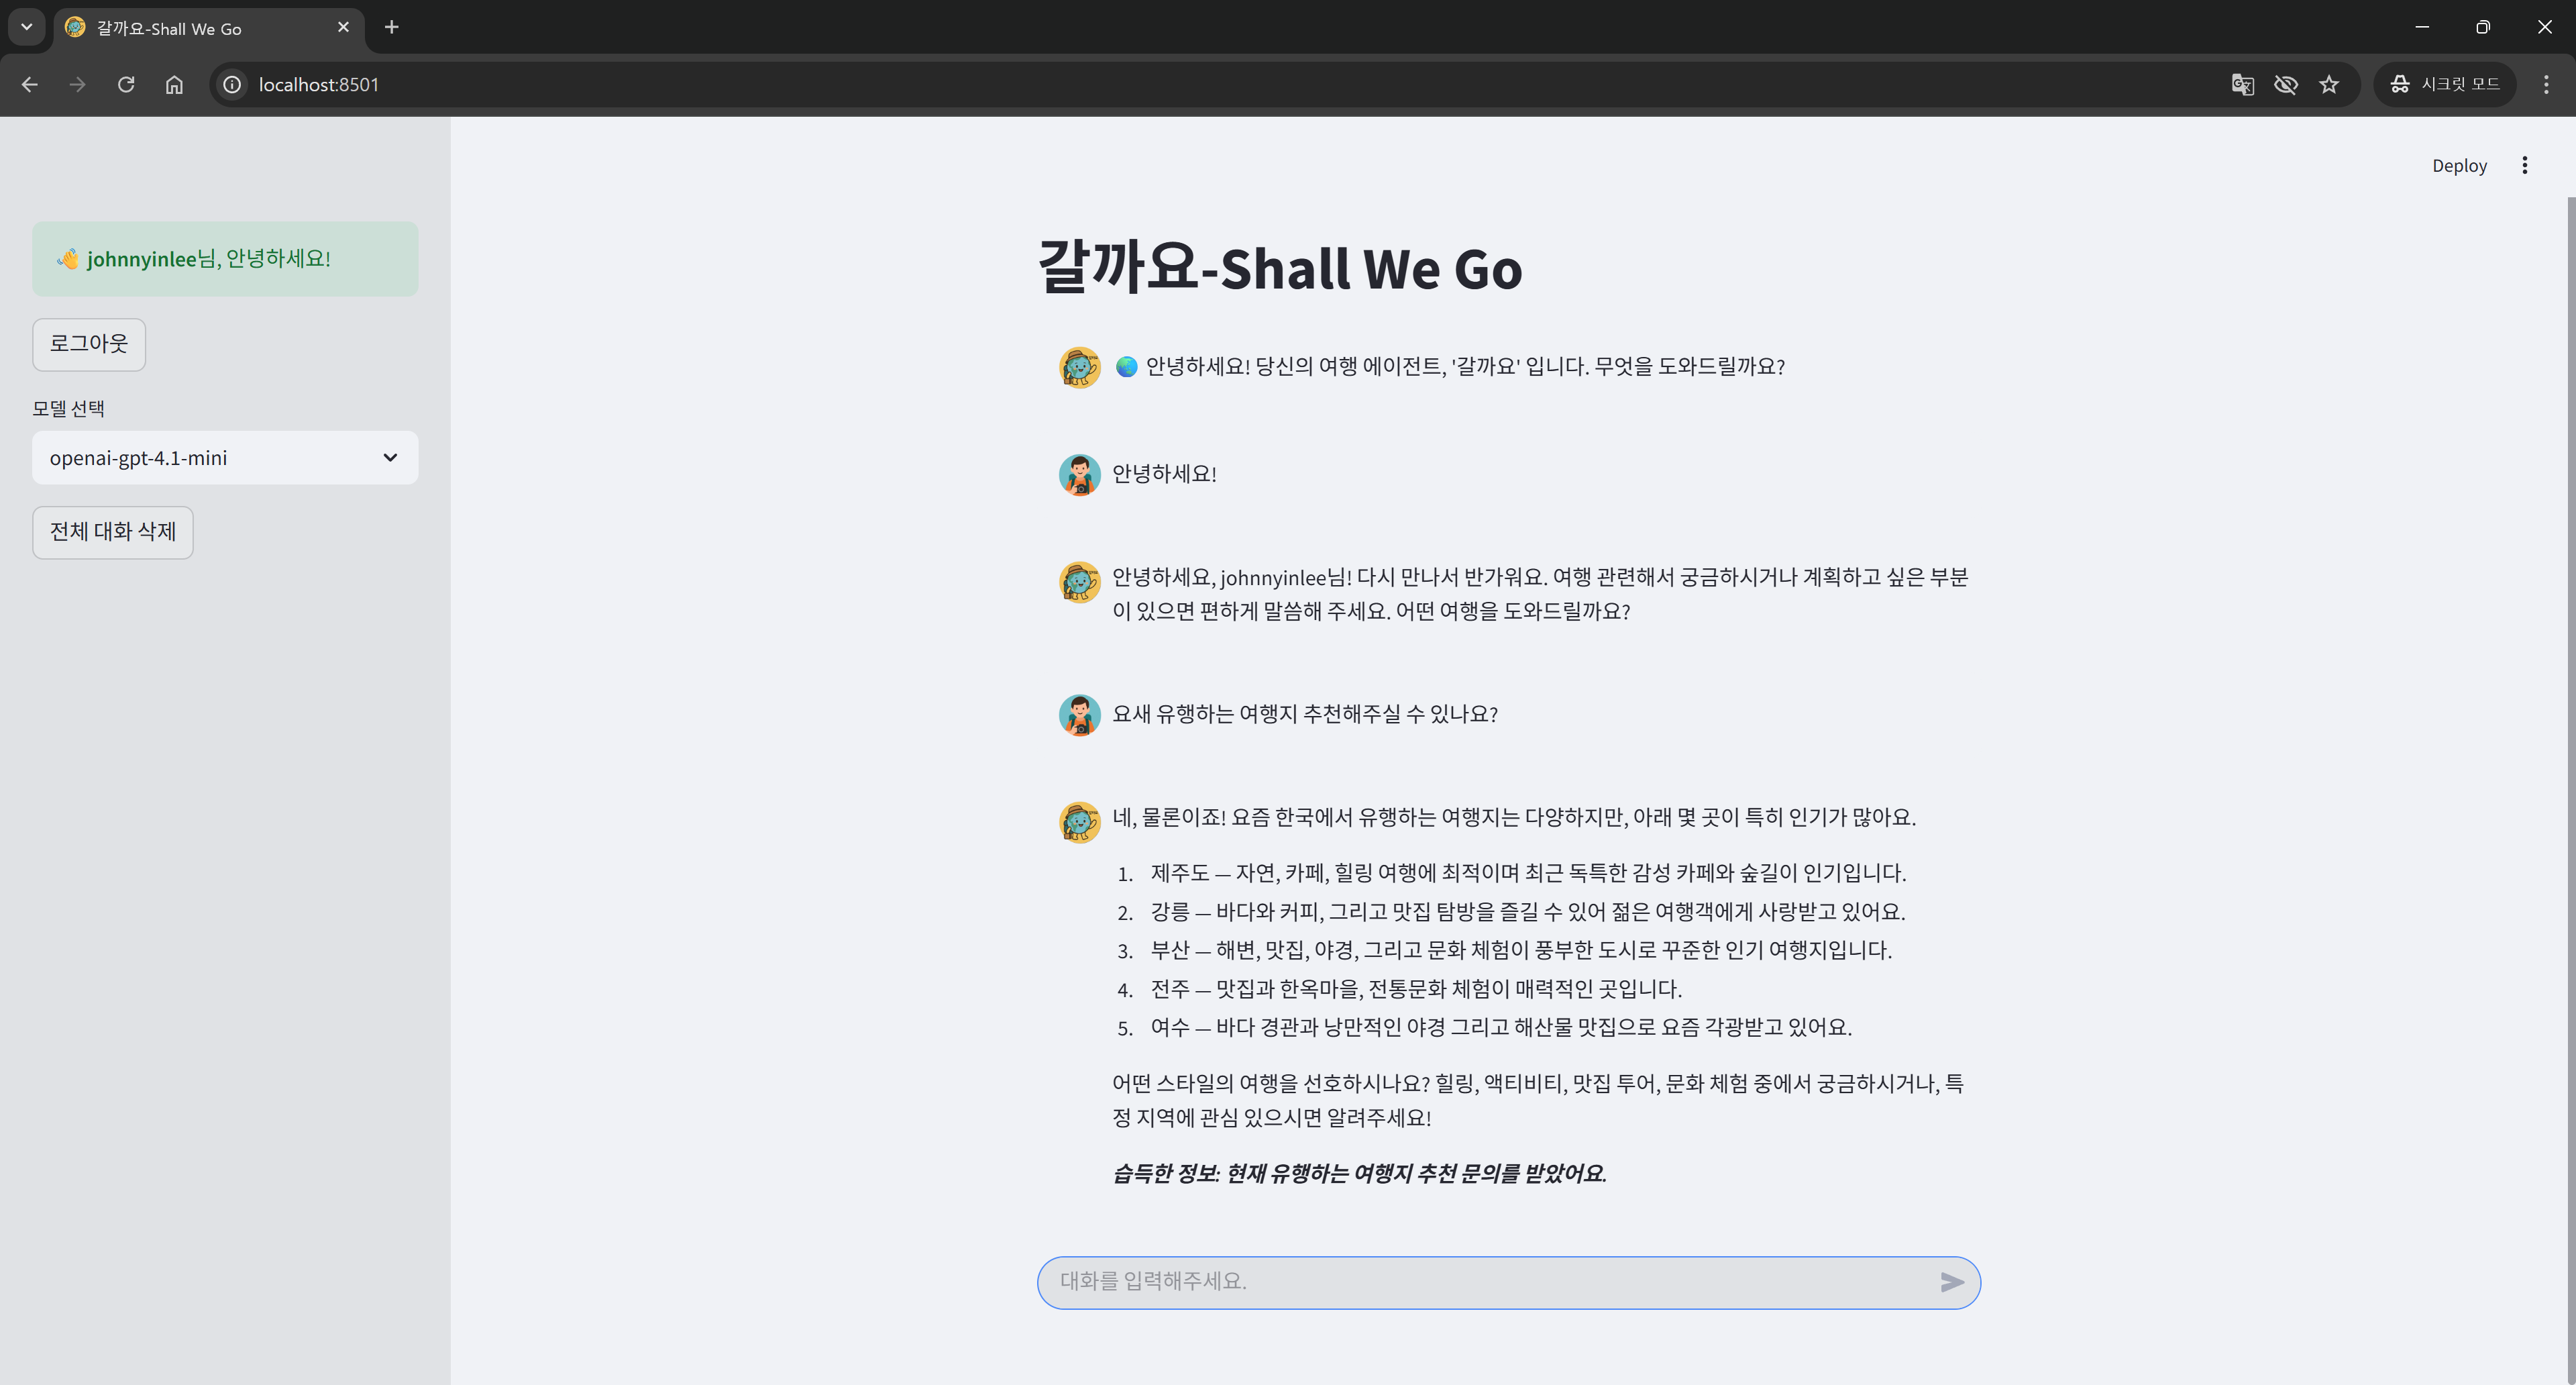 갈까요-Shall We Go
localhost:8501
시크릿 모드
Deploy
👋 johnnyinlee님, 안녕하세요!
로그아웃
모델 선택
openai-gpt-4.1-mini
전체 대화 삭제
갈까요-Shall We Go
🌏 안녕하세요! 당신의 여행 에이전트, '갈까요' 입니다. 무엇을 도와드릴까요?
안녕하세요!
안녕하세요, johnnyinlee님! 다시 만나서 반가워요. 여행 관련해서 궁금하시거나 계획하고 싶은 부분
이 있으면 편하게 말씀해 주세요. 어떤 여행을 도와드릴까요?
요새 유행하는 여행지 추천해주실 수 있나요?
네, 물론이죠! 요즘 한국에서 유행하는 여행지는 다양하지만, 아래 몇 곳이 특히 인기가 많아요.
1. 제주도 — 자연, 카페, 힐링 여행에 최적이며 최근 독특한 감성 카페와 숲길이 인기입니다.
2. 강릉 — 바다와 커피, 그리고 맛집 탐방을 즐길 수 있어 젊은 여행객에게 사랑받고 있어요.
3. 부산 — 해변, 맛집, 야경, 그리고 문화 체험이 풍부한 도시로 꾸준한 인기 여행지입니다.
4. 전주 — 맛집과 한옥마을, 전통문화 체험이 매력적인 곳입니다.
5. 여수 — 바다 경관과 낭만적인 야경 그리고 해산물 맛집으로 요즘 각광받고 있어요.
어떤 스타일의 여행을 선호하시나요? 힐링, 액티비티, 맛집 투어, 문화 체험 중에서 궁금하시거나, 특
정 지역에 관심 있으시면 알려주세요!
습득한 정보: 현재 유행하는 여행지 추천 문의를 받았어요.
대화를 입력해주세요.